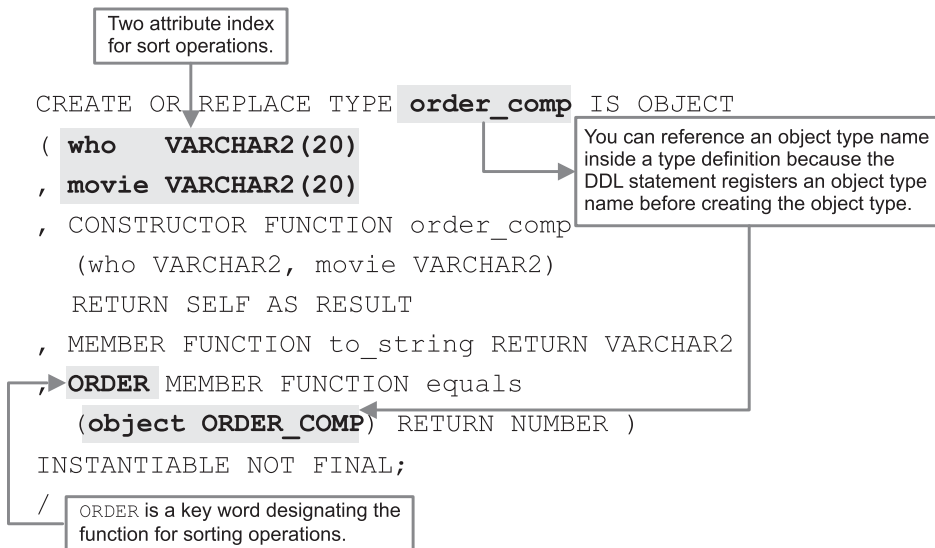 Two attribute index
for sort operations.
CREATE OR REPLACE TYPE order_comp IS OBJECT
( who VARCHAR2(20)
, movie VARCHAR2(20)
You can reference an object type name
inside a type definition because the
DDL statement registers an object type
name before creating the object type.
, CONSTRUCTOR FUNCTION order_comp
(who VARCHAR2, movie VARCHAR2)
RETURN SELF AS RESULT
, MEMBER FUNCTION to_string RETURN VARCHAR2
, ORDER MEMBER FUNCTION equals
(object ORDER_COMP) RETURN NUMBER )
INSTANTIABLE NOT FINAL;
/
ORDER is a key word designating the
function for sorting operations.